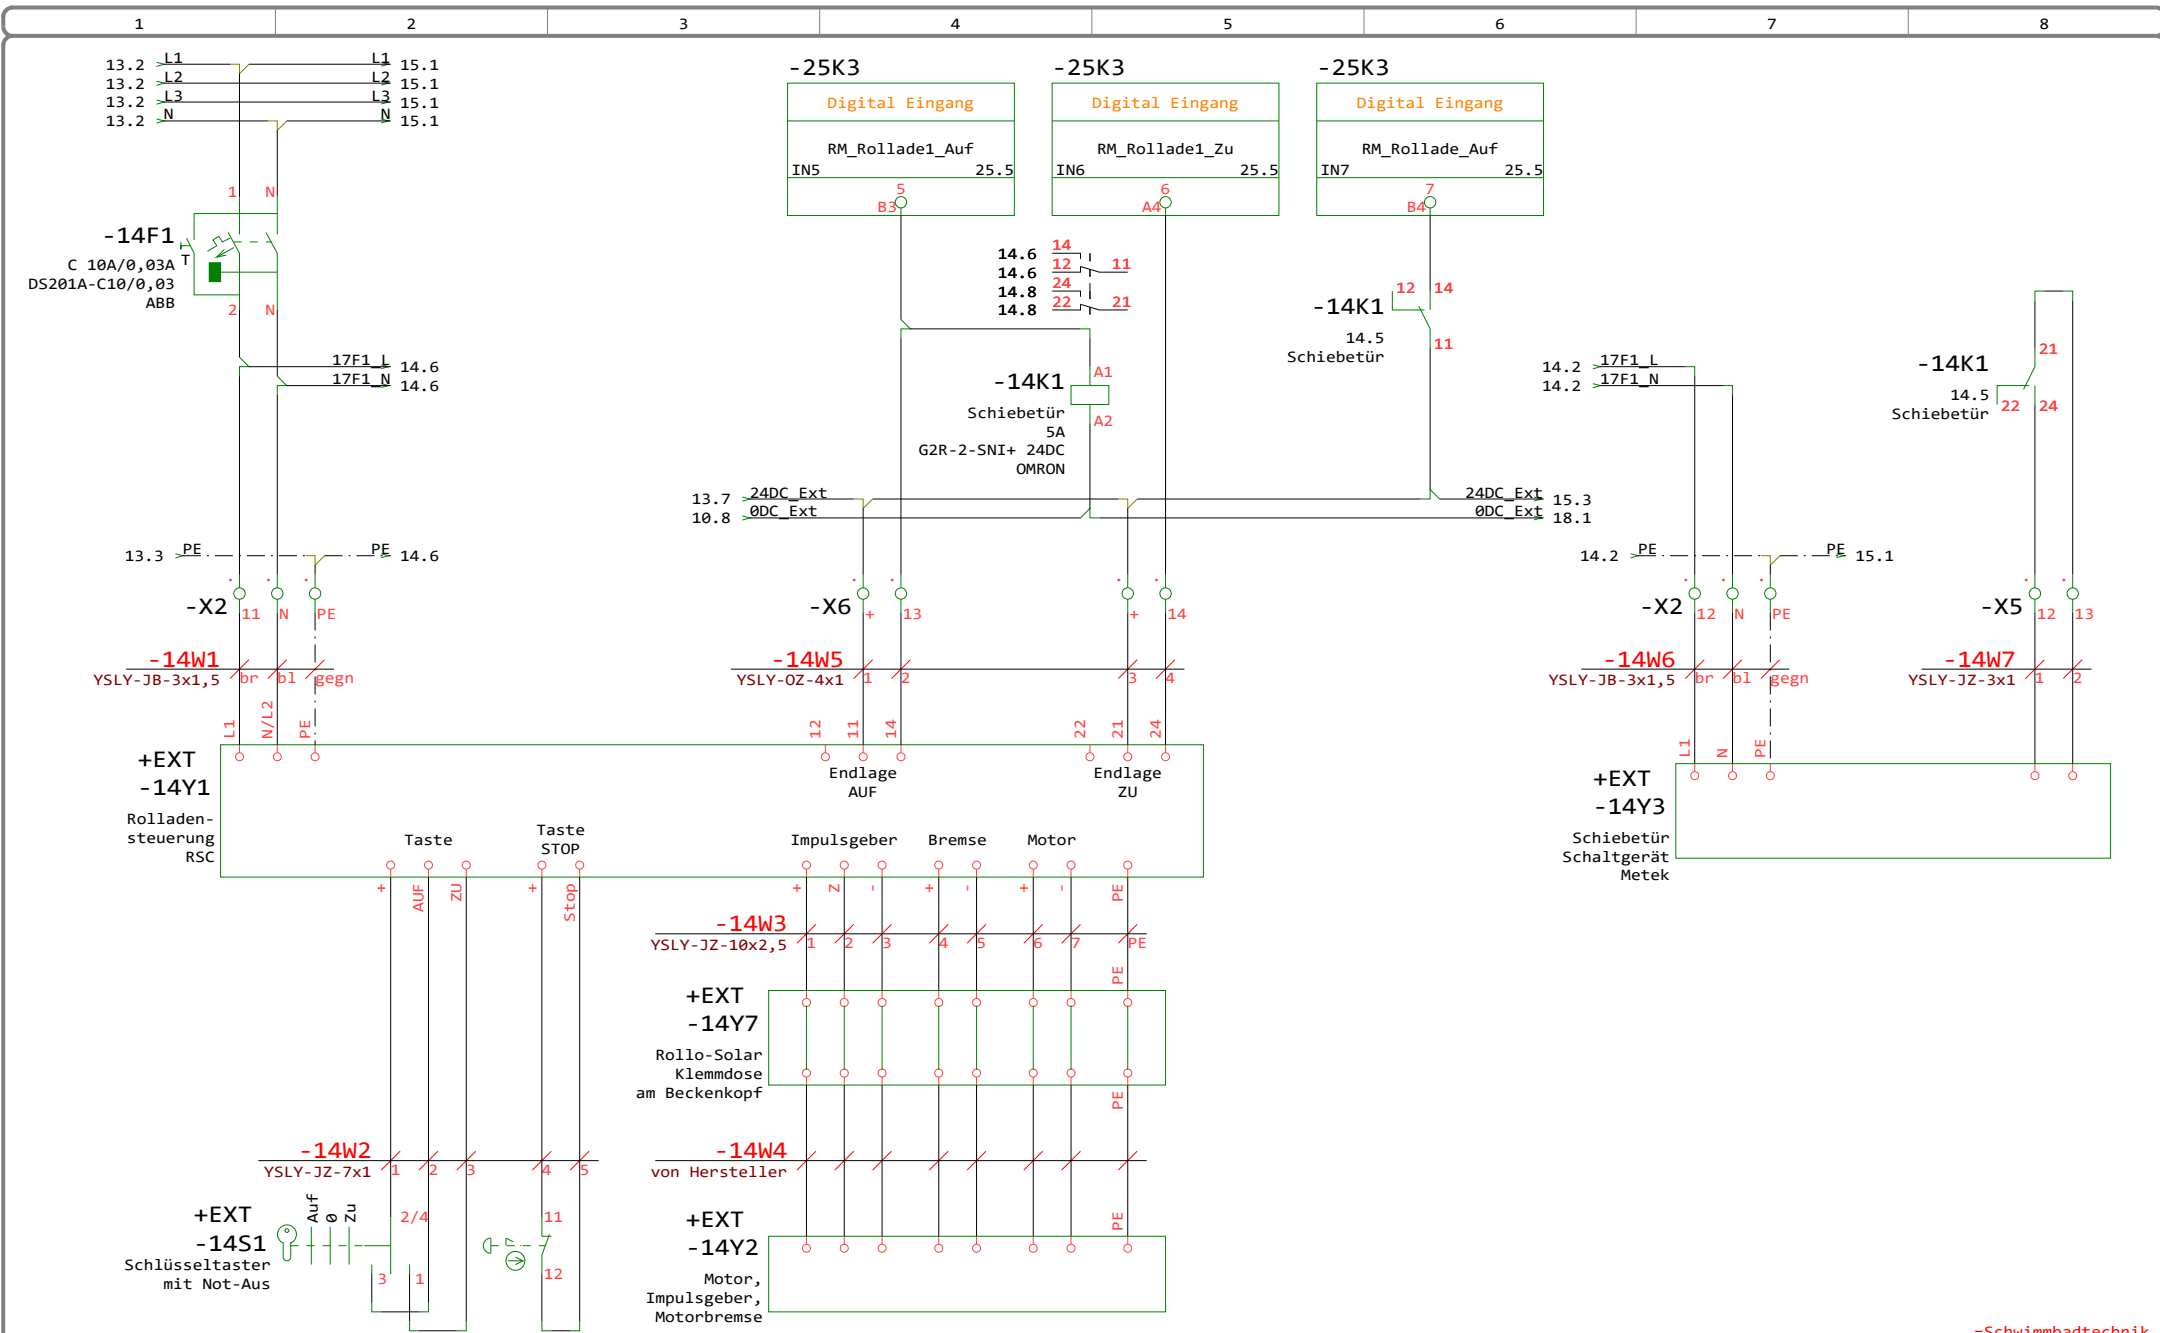 1 2 3 4 5 6 7 8
13.2 L1 L1 15.1
13.2 L2 L2 15.1
13.2 L3 L3 15.1
13.2 N N 15.1
1 N
-14F1
T
C 10A/0,03A
DS201A-C10/0,03
ABB
2 N
17F1_L 14.6
17F1_N 14.6
13.3 PE PE 14.6
-X2
11 N PE
-14W1
YSLY-JB-3x1,5
br bl gegn
L1 N/L2 PE
-25K3
Digital Eingang
RM_Rollade1_Auf
IN5 25.5
5
B3
-25K3
Digital Eingang
RM_Rollade1_Zu
IN6 25.5
6
A4
-25K3
Digital Eingang
RM_Rollade_Auf
IN7 25.5
7
B4
14.6 14
14.6 12 11
14.8 24
14.8 22 21
-14K1
Schiebetür
5A
G2R-2-SNI+ 24DC
OMRON
A1
A2
12 14
-14K1
14.5
Schiebetür
11
13.7 24DC_Ext 24DC_Ext 15.3
10.8 0DC_Ext 0DC_Ext 18.1
-X6
+ 13 + 14
-14W5
YSLY-OZ-4x1
1 2 3 4
12 11 14 22 21 24
14.2 17F1_L
14.2 17F1_N
21
-14K1
14.5
Schiebetür
22 24
14.2 PE PE 15.1
-X2
12 N PE
-X5
12 13
-14W6
YSLY-JB-3x1,5
br bl gegn
-14W7
YSLY-JZ-3x1
1 2
L1 N PE
+EXT
-14Y3
Schiebetür
Schaltgerät
Metek
+EXT
-14Y1
Rolladen-
steuerung
RSC
Endlage
AUF
Endlage
ZU
Taste
Taste
STOP
Impulsgeber Bremse Motor
+ AUF ZU + Stop
+ Z - + - + - PE
-14W3
YSLY-JZ-10x2,5
1 2 3 4 5 6 7 PE
PE
+EXT
-14Y7
Rollo-Solar
Klemmdose
am Beckenkopf
PE
-14W2
YSLY-JZ-7x1
1 2 3 4 5
-14W4
von Hersteller
+EXT
-14S1
Schlüsseltaster
mit Not-Aus
Auf 0 Zu
2/4
3 1
11
12
PE
+EXT
-14Y2
Motor,
Impulsgeber,
Motorbremse
=Schwimmbadtechnik